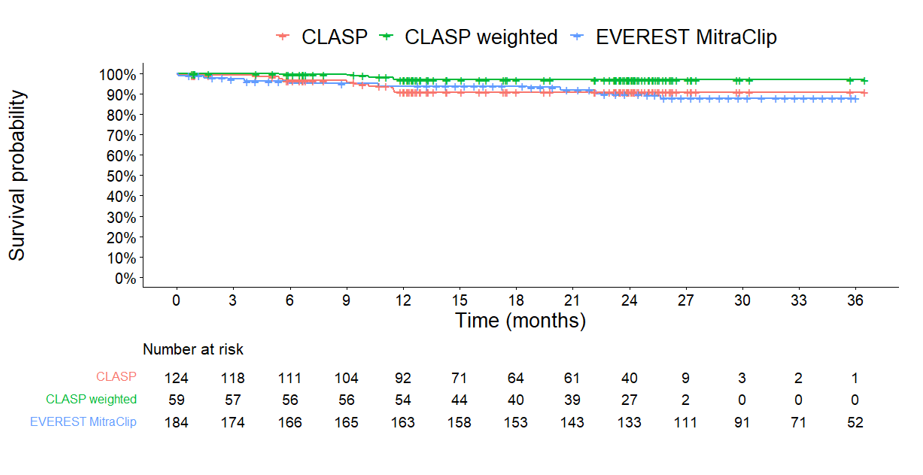 CLASP CLASP weighted EVEREST MitraClip
Survival probability
100%
90%
80%
70%
60%
50%
40%
30%
20%
10%
0%
0 3 6 9 12 15 18 21 24 27 30 33 36
Time (months)
Number at risk
CLASP 124 118 111 104 92 71 64 61 40 9 3 2 1
CLASP weighted 59 57 56 56 54 44 40 39 27 2 0 0 0
EVEREST MitraClip 184 174 166 165 163 158 153 143 133 111 91 71 52